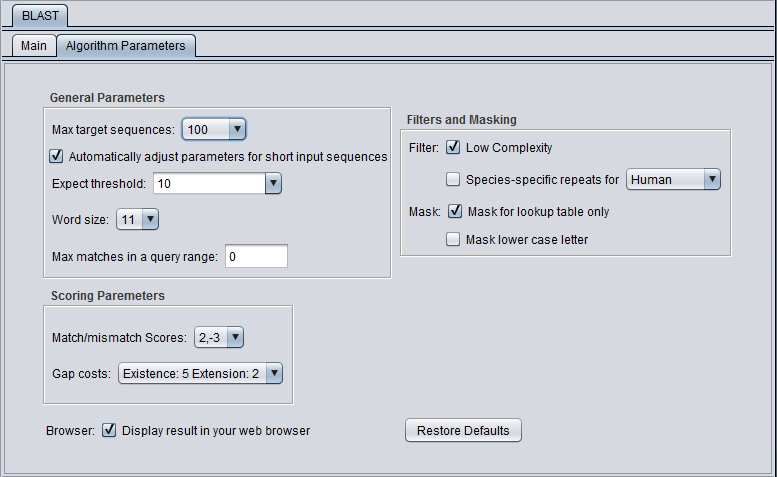 BLAST
Main Algorithm Parameters
General Parameters
Max target sequences: 100
Automatically adjust parameters for short input sequences
Expect threshold: 10
Word size: 11
Max matches in a query range: 0
Filters and Masking
Filter: Low Complexity
Species-specific repeats for Human
Mask: Mask for lookup table only
Mask lower case letter
Scoring Paremeters
Match/mismatch Scores: 2,-3
Gap costs: Existence: 5 Extension: 2
Browser: Display result in your web browser
Restore Defaults